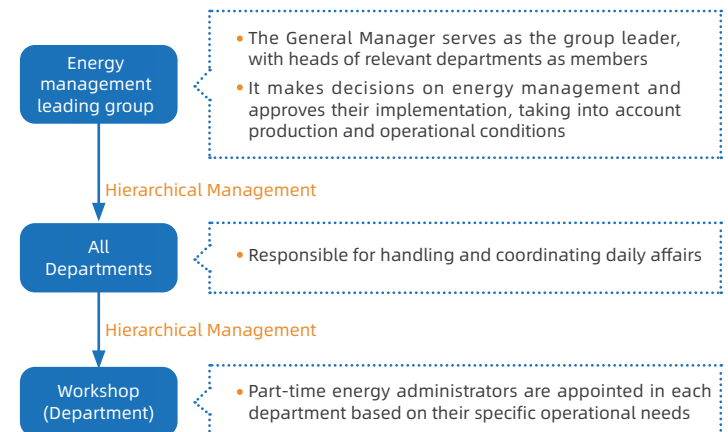 Energy
management
leading group
• The General Manager serves as the group leader,
with heads of relevant departments as members
• It makes decisions on energy management and
approves their implementation, taking into account
production and operational conditions
Hierarchical Management
All
Departments
• Responsible for handling and coordinating daily affairs
Hierarchical Management
Workshop
(Department)
• Part-time energy administrators are appointed in each
department based on their specific operational needs